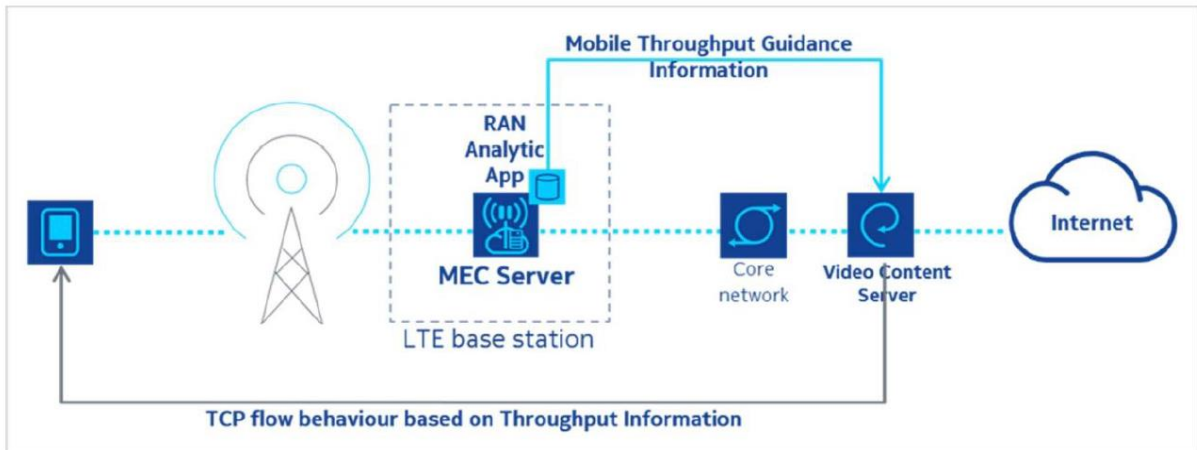 Mobile Throughput Guidance
Information
RAN
Analytic
App
MEC Server
LTE base station
Core
network
Video Content
Server
Internet
TCP flow behaviour based on Throughput Information